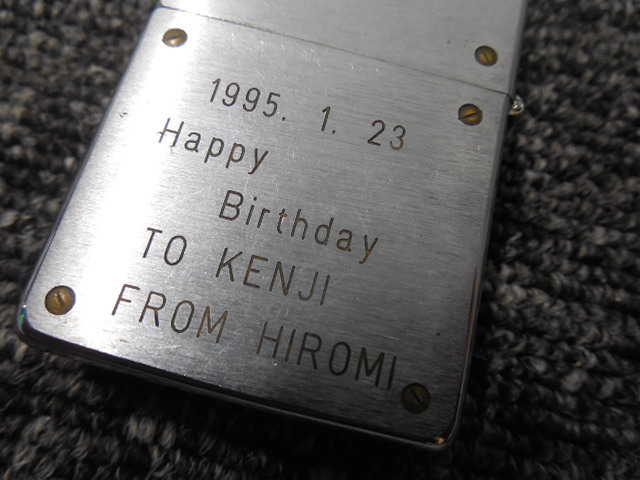 1995. 1. 23
Happy
Birthday
TO KENJI
FROM HIROMI